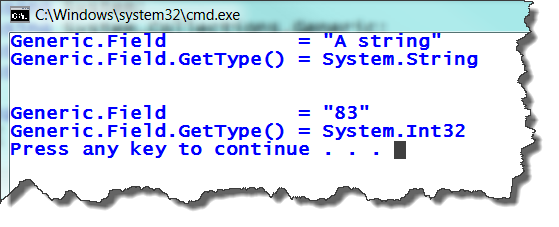 C:\Windows\system32\cmd.exe
Generic.Field           = "A string"
Generic.Field.GetType() = System.String
Generic.Field           = "83"
Generic.Field.GetType() = System.Int32
Press any key to continue . . .